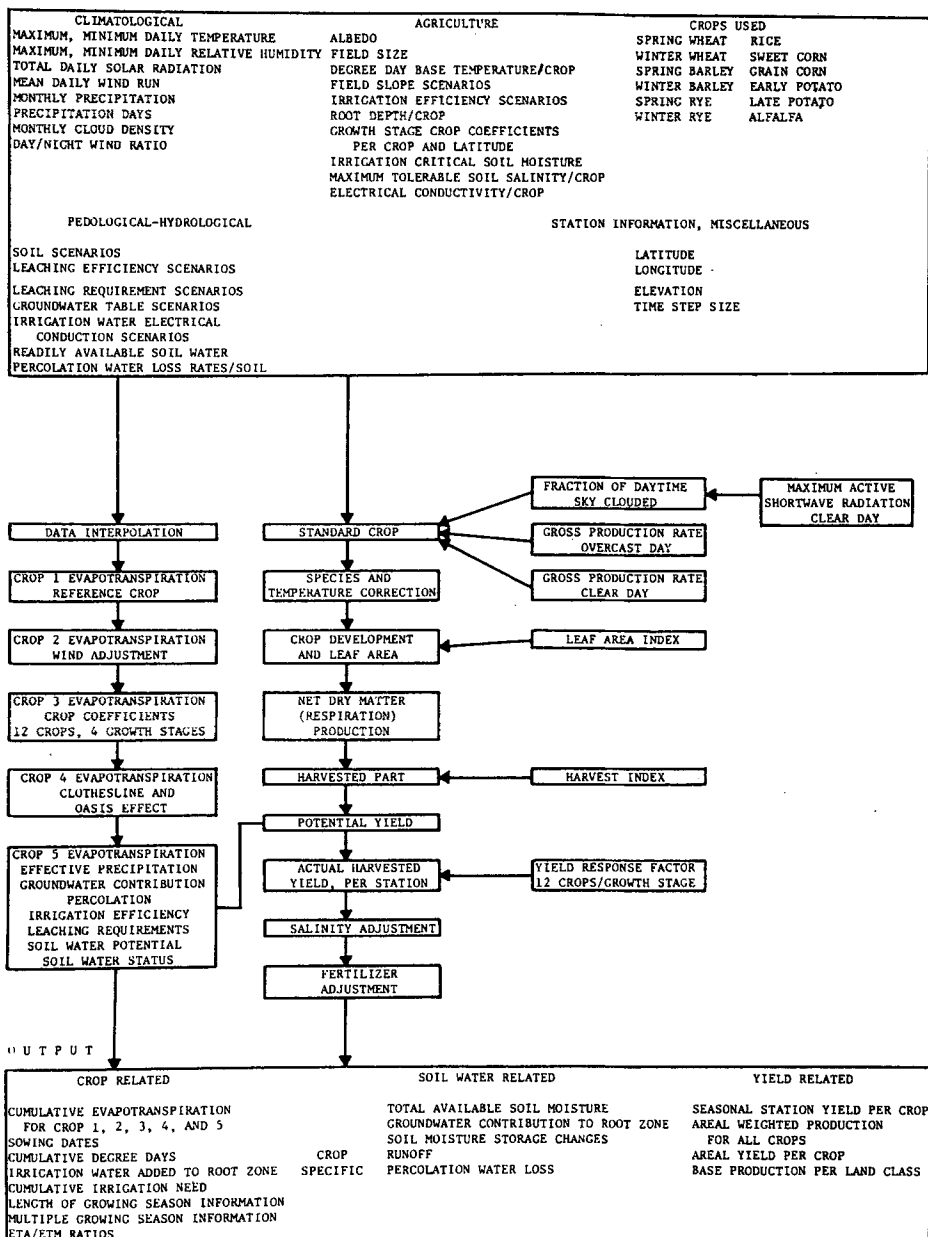 CLIMATOLOGICAL
MAXIMUM, MINIMUM DAILY TEMPERATURE
MAXIMUM, MINIMUM DAILY RELATIVE HUMIDITY
TOTAL DAILY SOLAR RADIATION
MEAN DAILY WIND RUN
MONTHLY PRECIPITATION
PRECIPITATION DAYS
MONTHLY CLOUD DENSITY
DAY/NIGHT WIND RATIO
AGRICULTURE
ALBEDO
FIELD SIZE
DEGREE DAY BASE TEMPERATURE/CROP
FIELD SLOPE SCENARIOS
IRRIGATION EFFICIENCY SCENARIOS
ROOT DEPTH/CROP
GROWTH STAGE CROP COEFFICIENTS
PER CROP AND LATITUDE
IRRIGATION CRITICAL SOIL MOISTURE
MAXIMUM TOLERABLE SOIL SALINITY/CROP
ELECTRICAL CONDUCTIVITY/CROP
CROPS USED
SPRING WHEAT RICE
WINTER WHEAT SWEET CORN
SPRING BARLEY GRAIN CORN
WINTER BARLEY EARLY POTATO
SPRING RYE LATE POTATO
WINTER RYE ALFALFA
PEDOLOGICAL-HYDROLOGICAL
SOIL SCENARIOS
LEACHING EFFICIENCY SCENARIOS
LEACHING REQUIREMENT SCENARIOS
GROUNDWATER TABLE SCENARIOS
IRRIGATION WATER ELECTRICAL
CONDUCTION SCENARIOS
READILY AVAILABLE SOIL WATER
PERCOLATION WATER LOSS RATES/SOIL
STATION INFORMATION, MISCELLANEOUS
LATITUDE
LONGITUDE
ELEVATION
TIME STEP SIZE
DATA INTERPOLATION
CROP 1 EVAPOTRANSPIRATION
REFERENCE CROP
CROP 2 EVAPOTRANSPIRATION
WIND ADJUSTMENT
CROP 3 EVAPOTRANSPIRATION
CROP COEFFICIENTS
12 CROPS, 4 GROWTH STAGES
CROP 4 EVAPOTRANSPIRATION
CLOTHESLINE AND
OASIS EFFECT
CROP 5 EVAPOTRANSPIRATION
EFFECTIVE PRECIPITATION
GROUNDWATER CONTRIBUTION
PERCOLATION
IRRIGATION EFFICIENCY
LEACHING REQUIREMENTS
SOIL WATER POTENTIAL
SOIL WATER STATUS
STANDARD CROP
SPECIES AND
TEMPERATURE CORRECTION
CROP DEVELOPMENT
AND LEAF AREA
NET DRY MATTER
(RESPIRATION)
PRODUCTION
HARVESTED PART
POTENTIAL YIELD
ACTUAL HARVESTED
YIELD, PER STATION
SALINITY ADJUSTMENT
FERTILIZER
ADJUSTMENT
FRACTION OF DAYTIME
SKY CLOUDED
GROSS PRODUCTION RATE
OVERCAST DAY
GROSS PRODUCTION RATE
CLEAR DAY
LEAF AREA INDEX
HARVEST INDEX
YIELD RESPONSE FACTOR
12 CROPS/GROWTH STAGE
MAXIMUM ACTIVE
SHORTWAVE RADIATION
CLEAR DAY
OUTPUT
CROP RELATED
CUMULATIVE EVAPOTRANSPIRATION
FOR CROP 1, 2, 3, 4, AND 5
SOWING DATES
CUMULATIVE DEGREE DAYS
IRRIGATION WATER ADDED TO ROOT ZONE
CUMULATIVE IRRIGATION NEED
LENGTH OF GROWING SEASON INFORMATION
MULTIPLE GROWING SEASON INFORMATION
ETA/ETM RATIOS
CROP
SPECIFIC
SOIL WATER RELATED
TOTAL AVAILABLE SOIL MOISTURE
GROUNDWATER CONTRIBUTION TO ROOT ZONE
SOIL MOISTURE STORAGE CHANGES
RUNOFF
PERCOLATION WATER LOSS
YIELD RELATED
SEASONAL STATION YIELD PER CROP
AREAL WEIGHTED PRODUCTION
FOR ALL CROPS
AREAL YIELD PER CROP
BASE PRODUCTION PER LAND CLASS